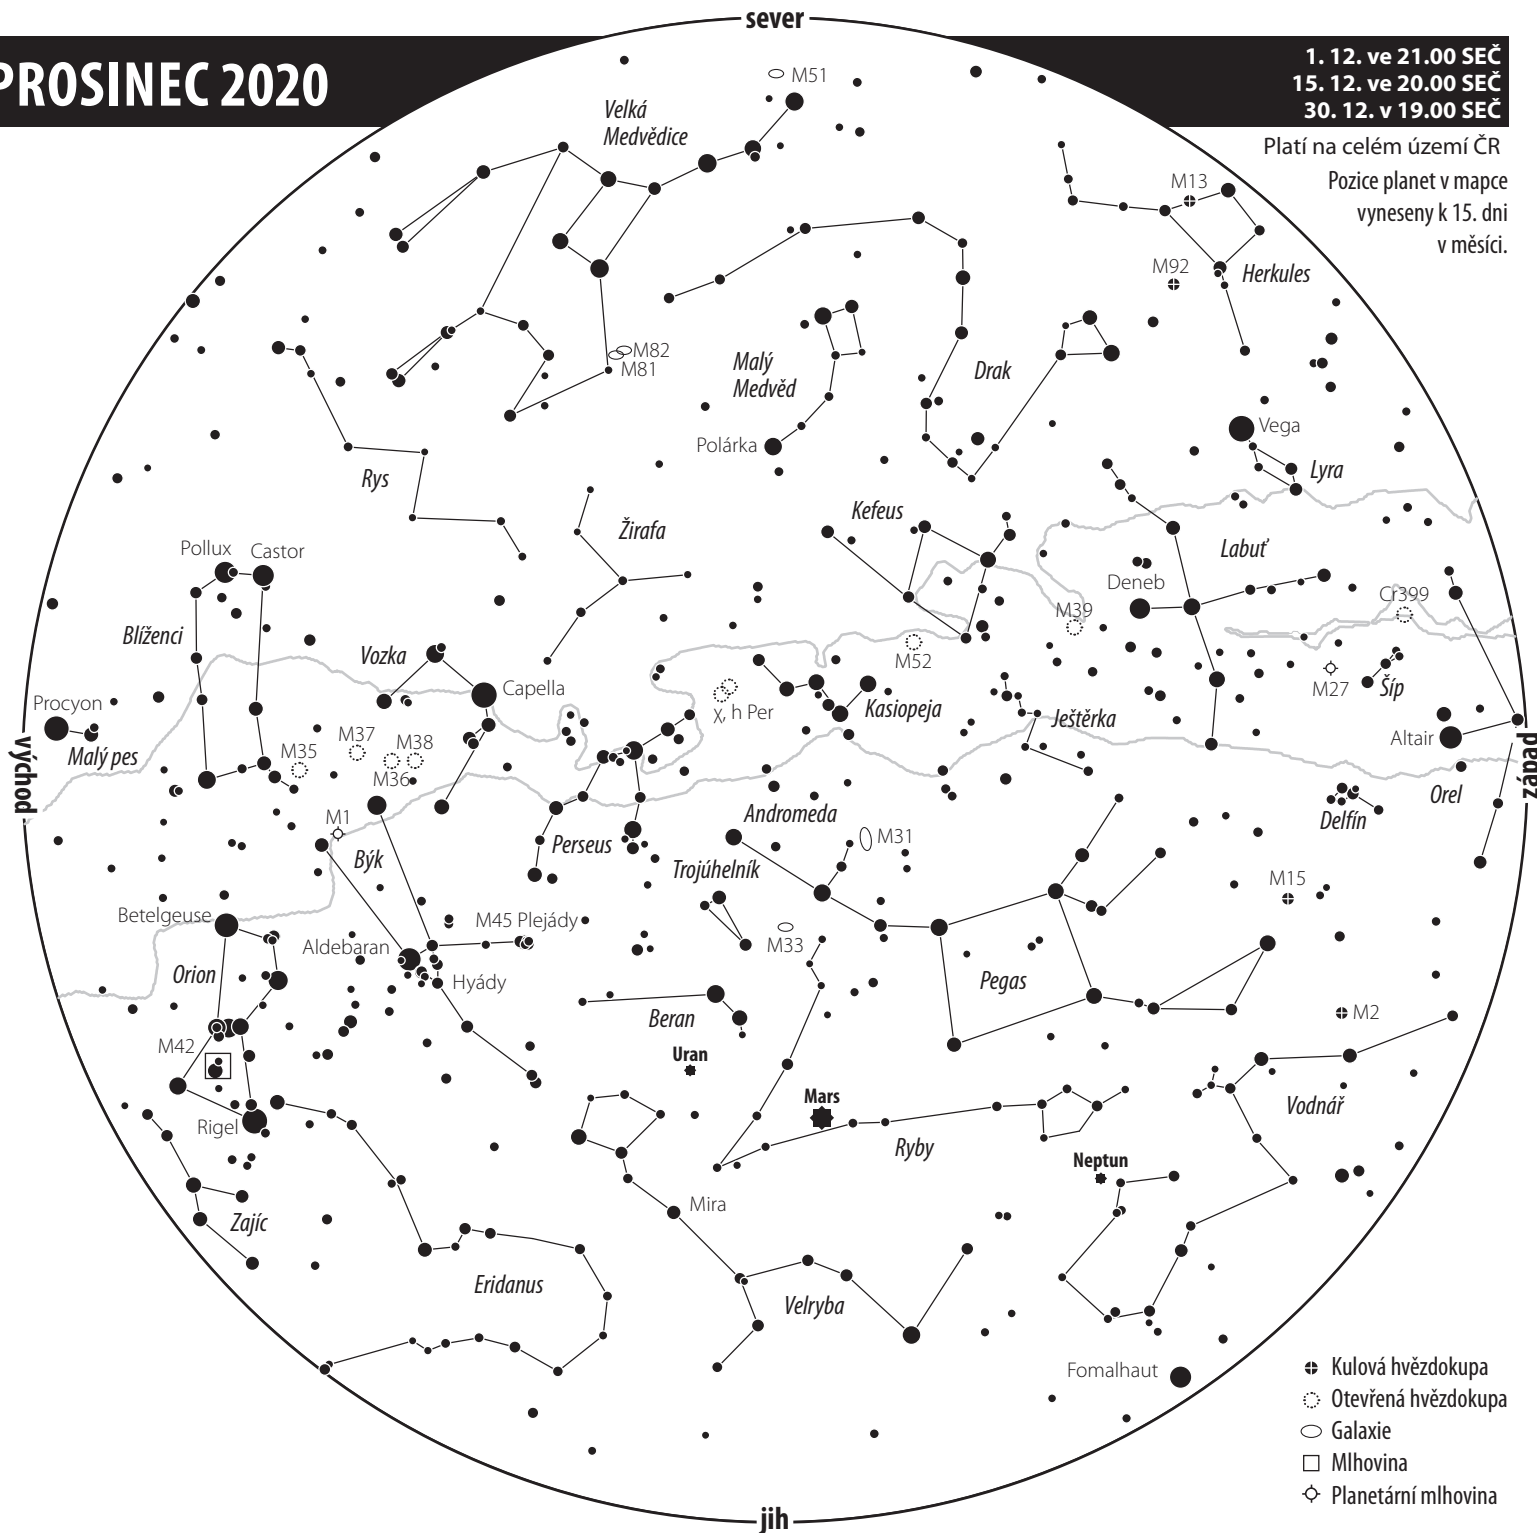 sever
PROSINEC 2020
1. 12. ve 21.00 SEČ
15. 12. ve 20.00 SEČ
30. 12. v 19.00 SEČ
Platí na celém území ČR
Pozice planet v mapce
vyneseny k 15. dni
v měsíci.
M51
Velká
Medvědice
M13
M92
Herkules
M82
M81
Malý
Medvěd
Drak
Polárka
Vega
Lyra
Rys
Žirafa
Kefeus
Labuť
Pollux
Castor
Deneb
Cr399
M39
Blíženci
Vozka
M52
Capella
M27
Šíp
Procyon
Malý pes
χ, h Per
Kasiopeja
Ještěrka
Altair
východ
západ
M37
M38
M35
M36
M1
Býk
Perseus
Andromeda
M31
Orel
Delfín
Trojúhelník
M15
Betelgeuse
M45 Plejády
M33
Aldebaran
Orion
Hyády
Pegas
Beran
M2
M42
Uran
Mars
Vodnář
Rigel
Ryby
Neptun
Zajíc
Mira
Eridanus
Velryba
Fomalhaut
Kulová hvězdokupa
Otevřená hvězdokupa
Galaxie
Mlhovina
Planetární mlhovina
jih